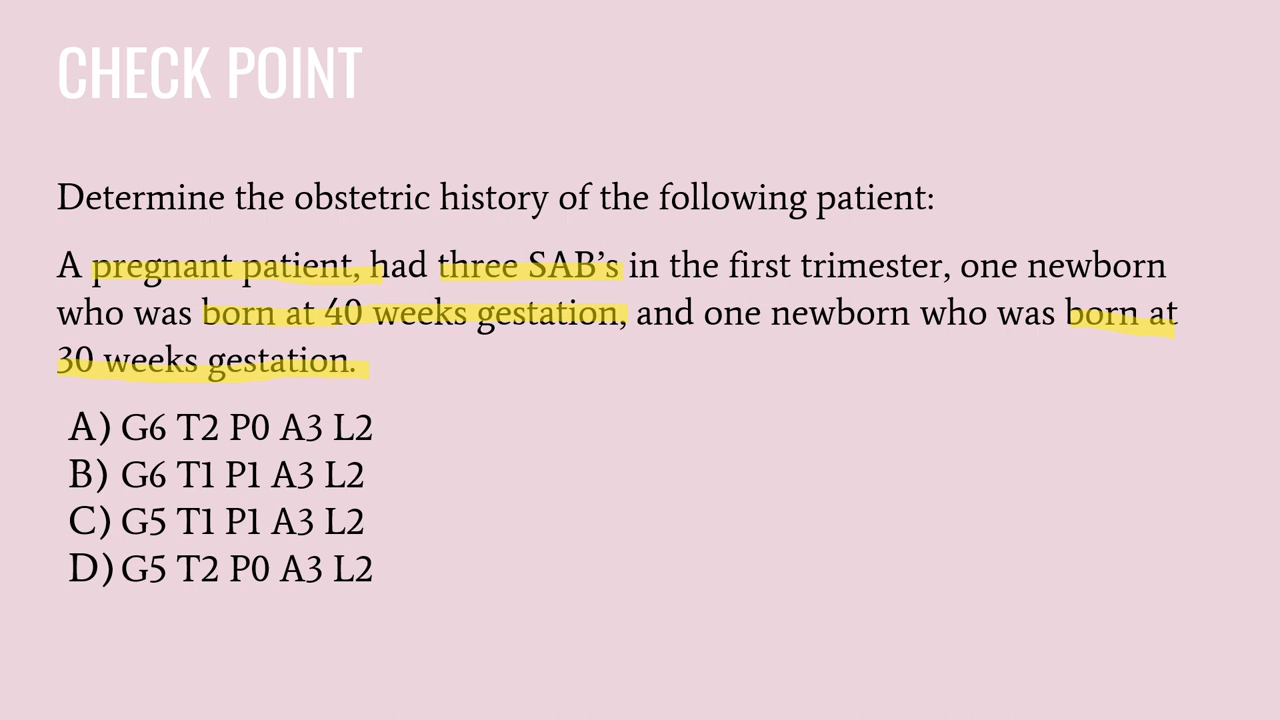 CHECK POINT
Determine the obstetric history of the following patient:
A pregnant patient, had three SAB’s in the first trimester, one newborn
who was born at 40 weeks gestation, and one newborn who was born at
30 weeks gestation.
A) G6 T2 P0 A3 L2
B) G6 T1 P1 A3 L2
C) G5 T1 P1 A3 L2
D) G5 T2 P0 A3 L2